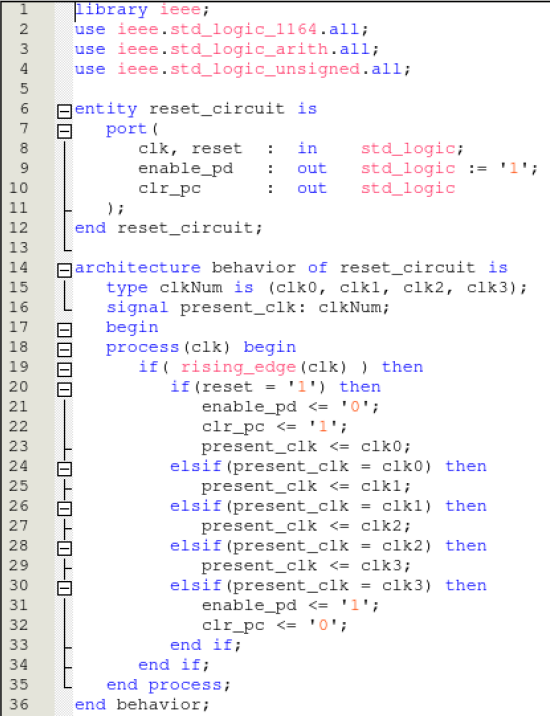 1 library ieee;
2 use ieee.std_logic_1164.all;
3 use ieee.std_logic_arith.all;
4 use ieee.std_logic_unsigned.all;
5
6 entity reset_circuit is
7 port(
8 clk, reset : in std_logic;
9 enable_pd : out std_logic := '1';
10 clr_pc : out std_logic
11 );
12 end reset_circuit;
13
14 architecture behavior of reset_circuit is
15 type clkNum is (clk0, clk1, clk2, clk3);
16 signal present_clk: clkNum;
17 begin
18 process(clk) begin
19 if( rising_edge(clk) ) then
20 if(reset = '1') then
21 enable_pd <= '0';
22 clr_pc <= '1';
23 present_clk <= clk0;
24 elsif(present_clk = clk0) then
25 present_clk <= clk1;
26 elsif(present_clk = clk1) then
27 present_clk <= clk2;
28 elsif(present_clk = clk2) then
29 present_clk <= clk3;
30 elsif(present_clk = clk3) then
31 enable_pd <= '1';
32 clr_pc <= '0';
33 end if;
34 end if;
35 end process;
36 end behavior;